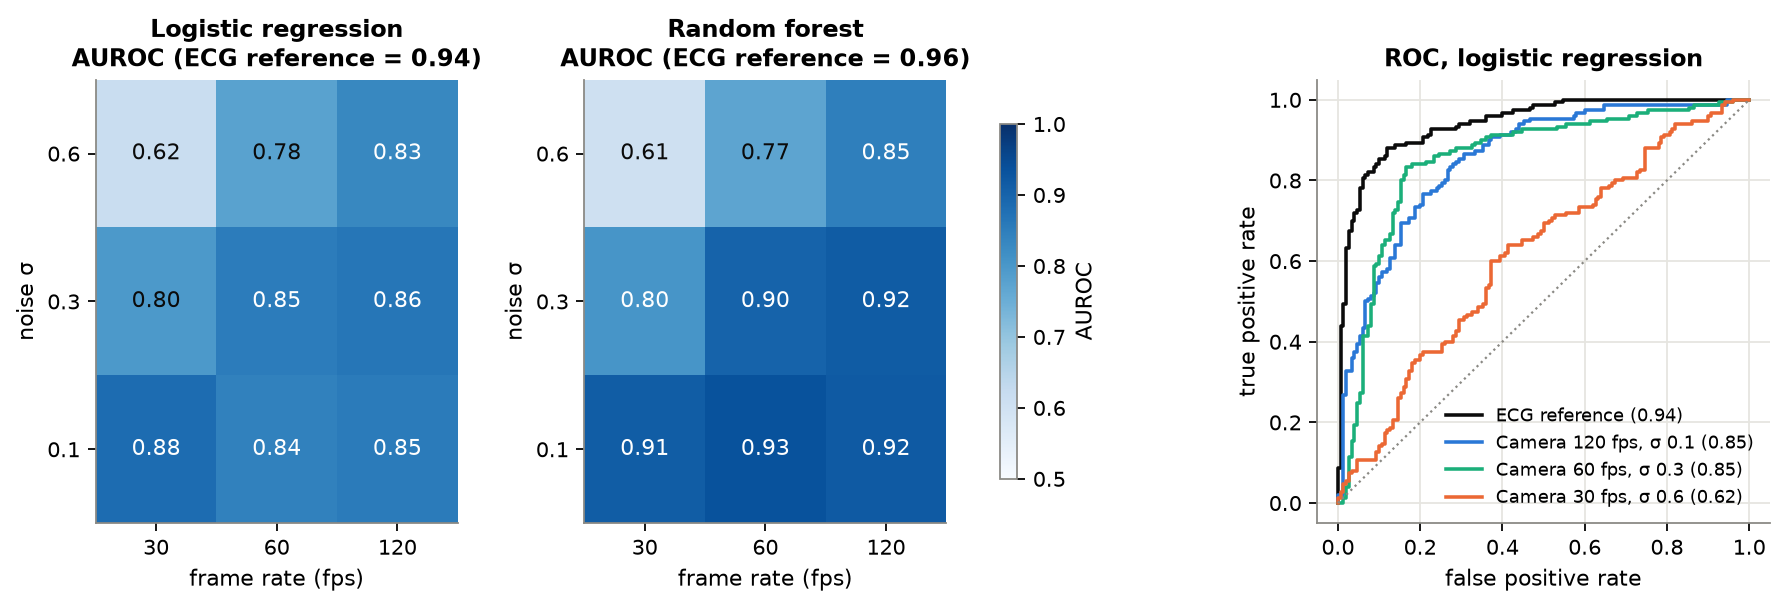 Logistic regression
AUROC (ECG reference = 0.94)
noise σ
0.6
0.3
0.1
0.62 0.78 0.83
0.80 0.85 0.86
0.88 0.84 0.85
30 60 120
frame rate (fps)
Random forest
AUROC (ECG reference = 0.96)
noise σ
0.6
0.3
0.1
0.61 0.77 0.85
0.80 0.90 0.92
0.91 0.93 0.92
30 60 120
frame rate (fps)
1.0
0.9
0.8
0.7
0.6
0.5
AUROC
ROC, logistic regression
true positive rate
1.0
0.8
0.6
0.4
0.2
0.0
ECG reference (0.94)
Camera 120 fps, σ 0.1 (0.85)
Camera 60 fps, σ 0.3 (0.85)
Camera 30 fps, σ 0.6 (0.62)
0.0 0.2 0.4 0.6 0.8 1.0
false positive rate